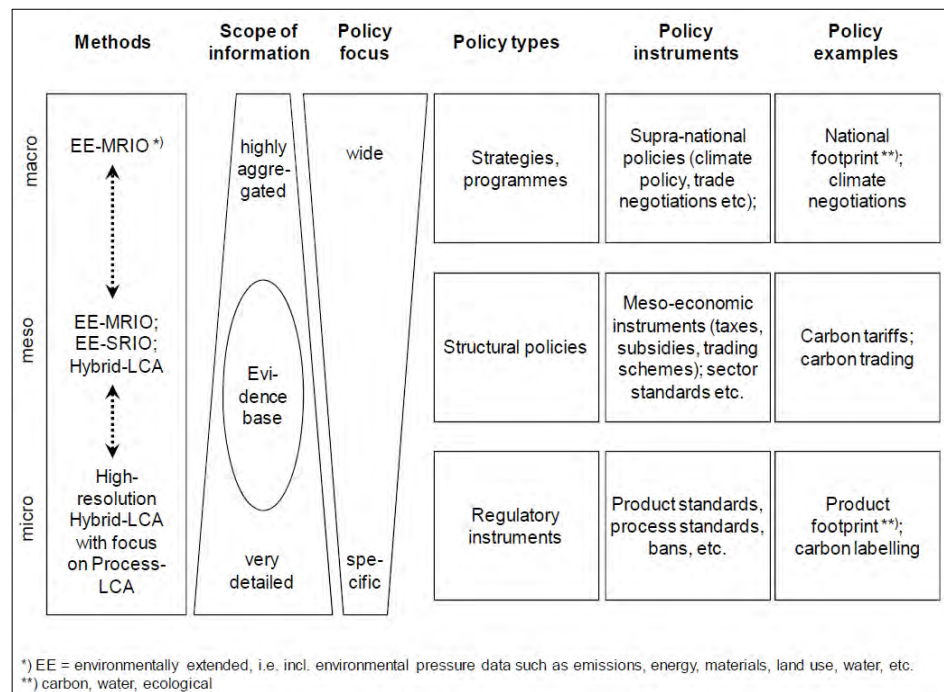 Methods
Scope of
information
Policy
focus
Policy types
Policy
instruments
Policy
examples
macro
EE-MRIO *)
highly
aggre-
gated
wide
Strategies,
programmes
Supra-national
policies (climate
policy, trade
negotiations etc);
National
footprint **);
climate
negotiations
meso
EE-MRIO;
EE-SRIO;
Hybrid-LCA
Evi-
dence
base
Structural policies
Meso-economic
instruments (taxes,
subsidies, trading
schemes); sector
standards etc.
Carbon tariffs;
carbon trading
micro
High-
resolution
Hybrid-LCA
with focus
on Process-
LCA
very
detailed
spe-
cific
Regulatory
instruments
Product standards,
process standards,
bans, etc.
Product
footprint **);
carbon labelling
*) EE = environmentally extended, i.e. incl. environmental pressure data such as emissions, energy, materials, land use, water, etc.
**) carbon, water, ecological